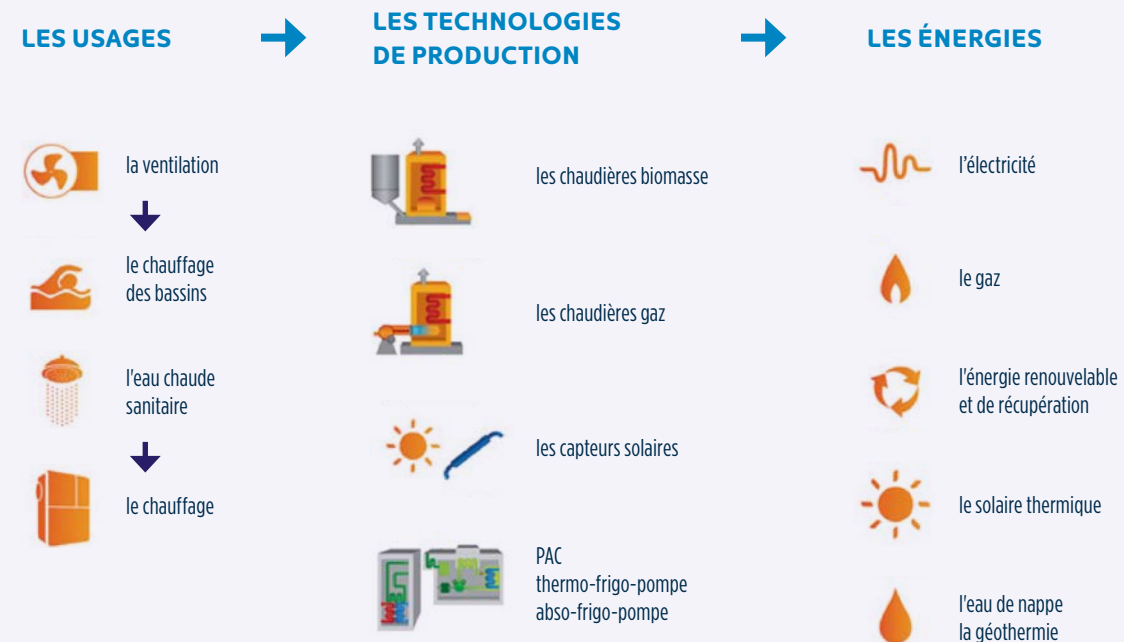 LES USAGES
LES TECHNOLOGIES
DE PRODUCTION
LES ÉNERGIES
la ventilation
le chauffage
des bassins
l'eau chaude
sanitaire
le chauffage
les chaudières biomasse
les chaudières gaz
les capteurs solaires
PAC
thermo-frigo-pompe
abso-frigo-pompe
l'électricité
le gaz
l'énergie renouvelable
et de récupération
le solaire thermique
l'eau de nappe
la géothermie